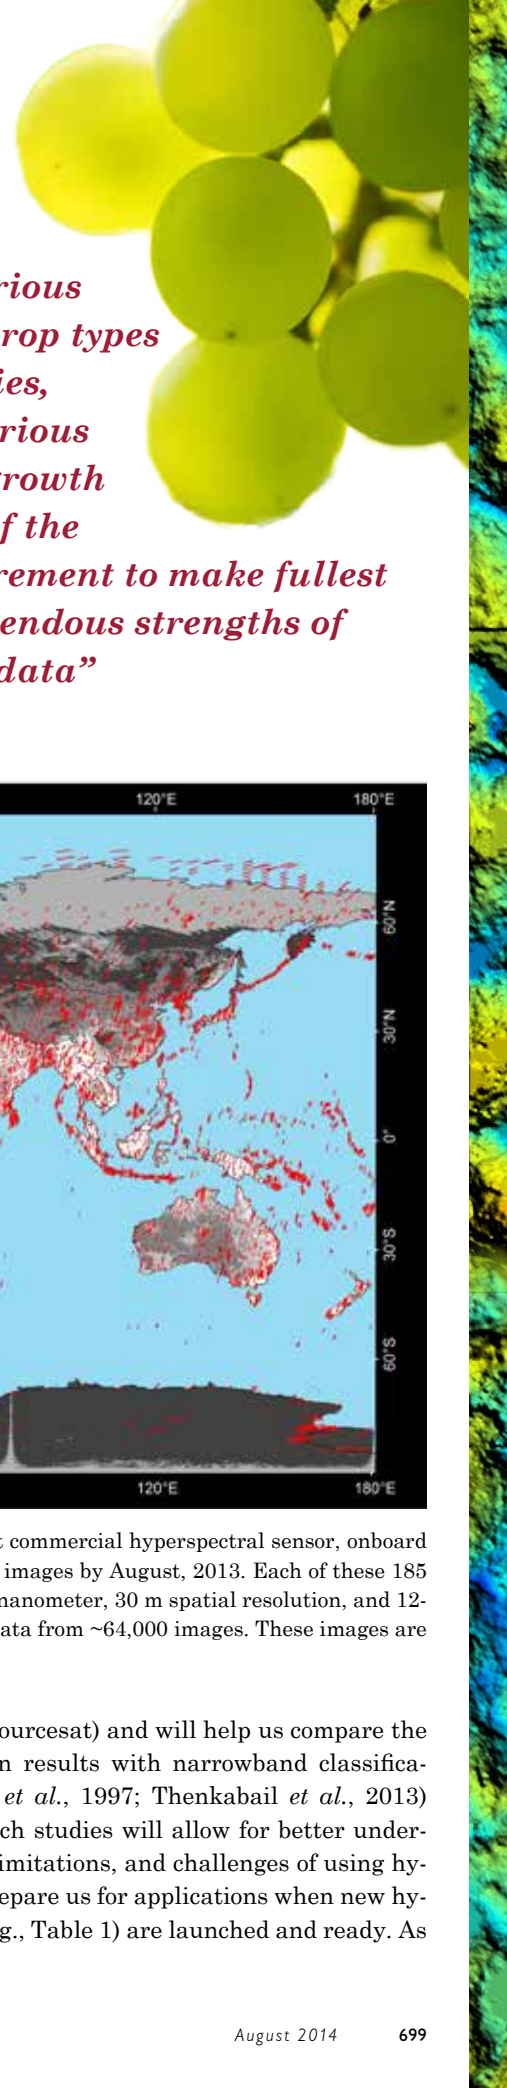 rious
rop types
ies,
rious
rowth
f the
rement to make fullest
endous strengths of
data”
120°E 180°E
60°N
30°N
0°
30°S
60°S
120°E 180°E
t commercial hyperspectral sensor, onboard
images by August, 2013. Each of these 185
nanometer, 30 m spatial resolution, and 12-
ata from ~64,000 images. These images are
ourcesat) and will help us compare the
n results with narrowband classifica-
et al., 1997; Thenkabail et al., 2013)
ch studies will allow for better under-
imitations, and challenges of using hy-
epare us for applications when new hy-
g., Table 1) are launched and ready. As
August 2014 699